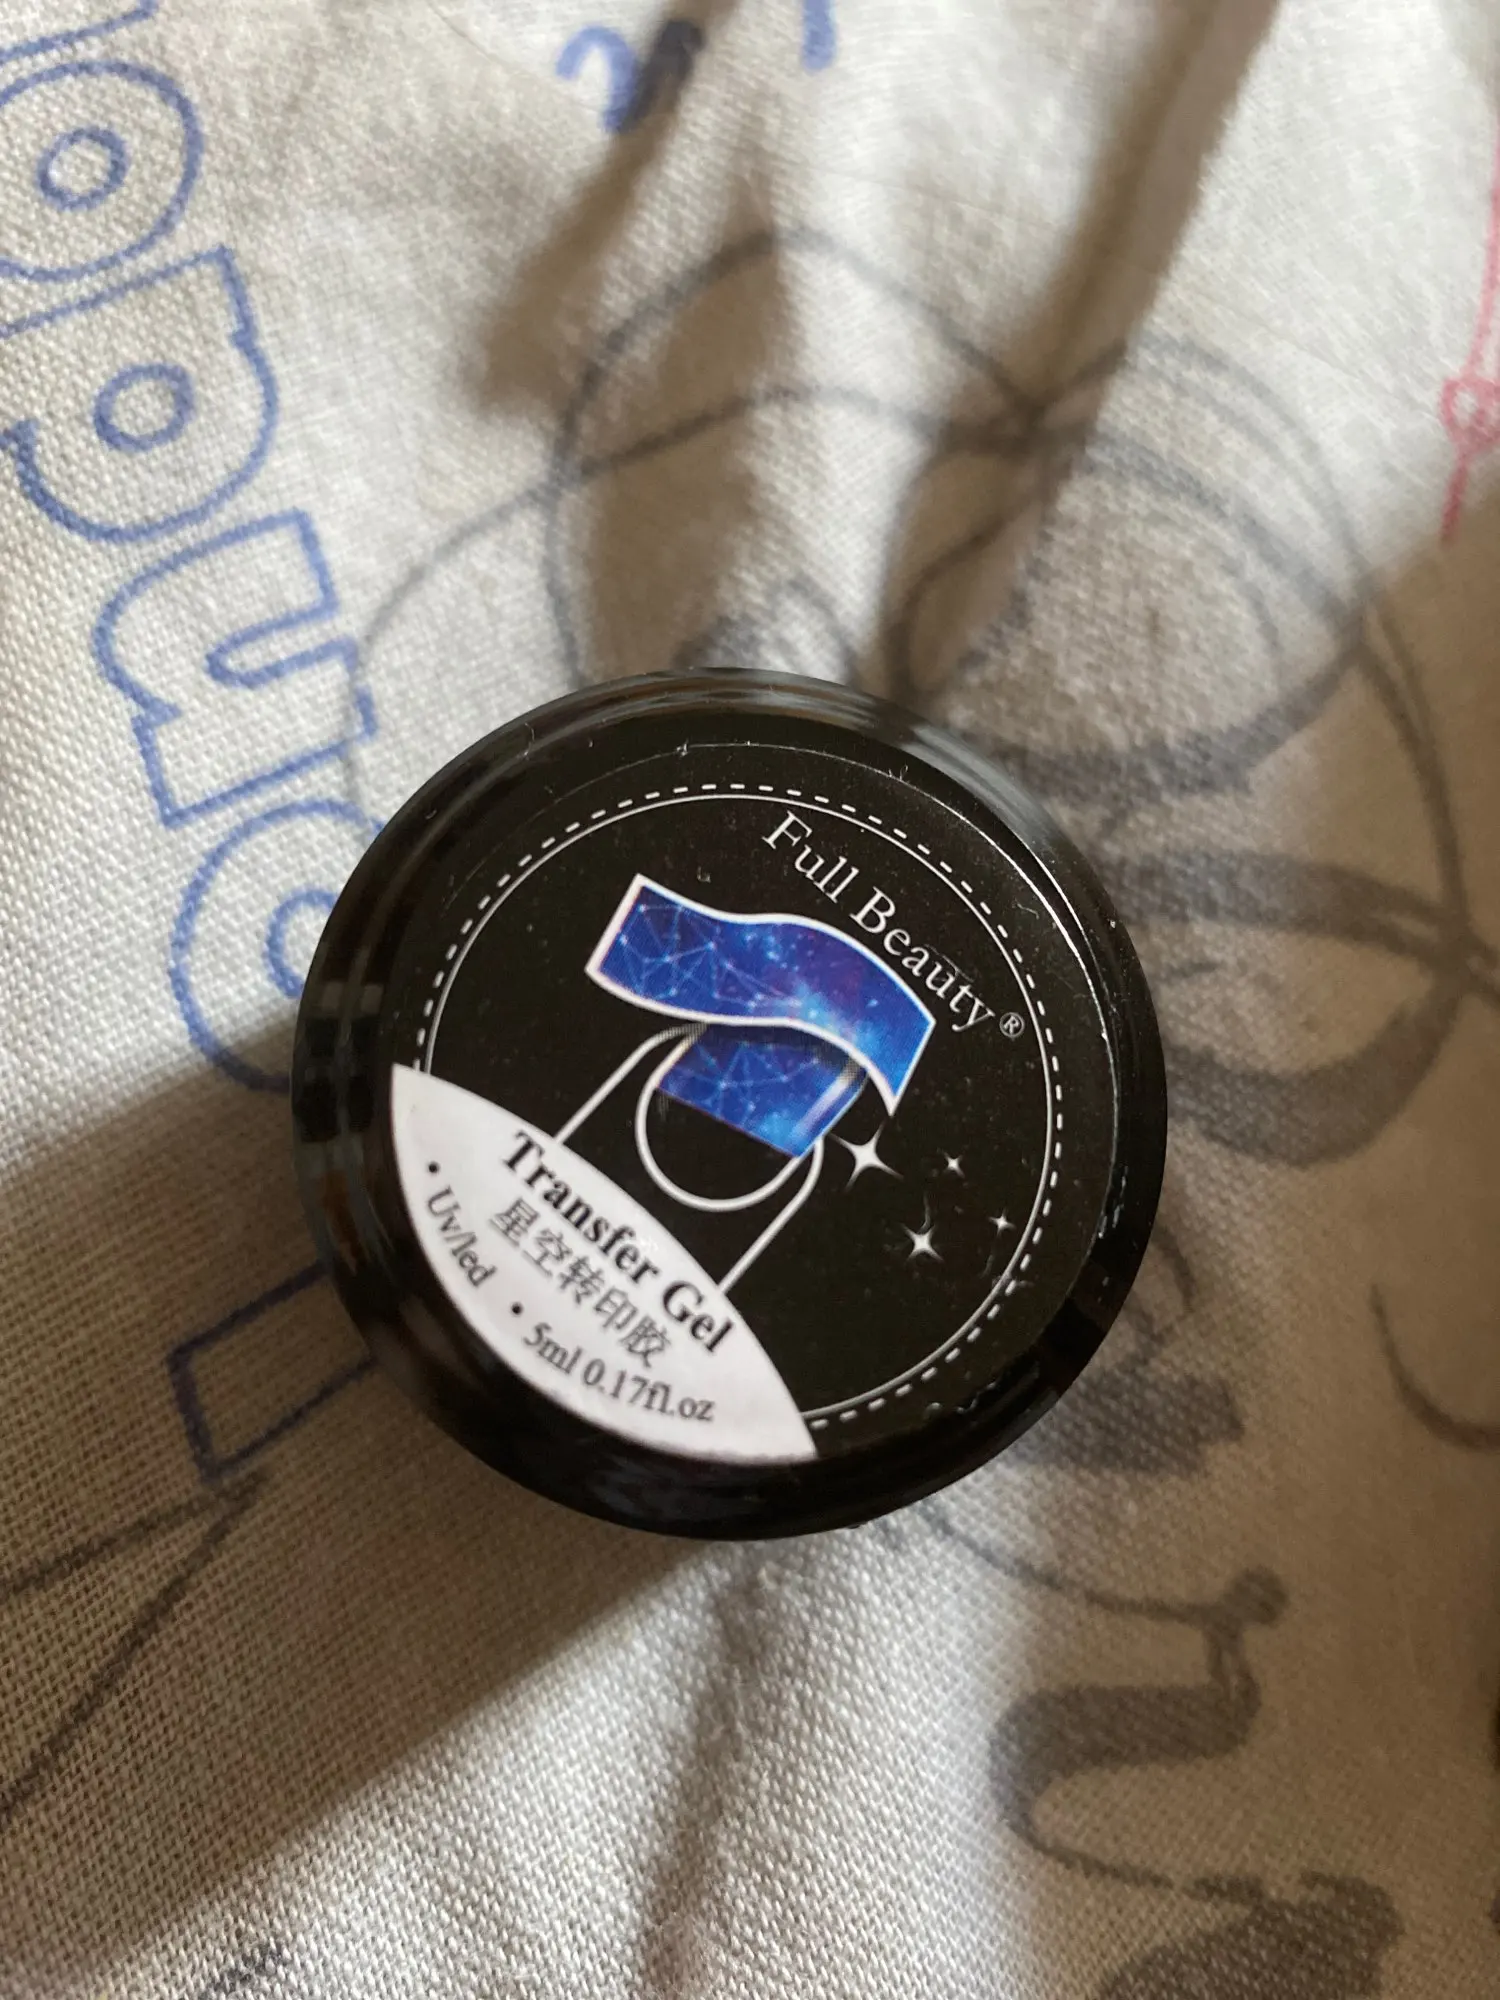 Full Beauty®
Transfer Gel
星空转印胶
• Uv/led
• 5ml 0.17fl.oz